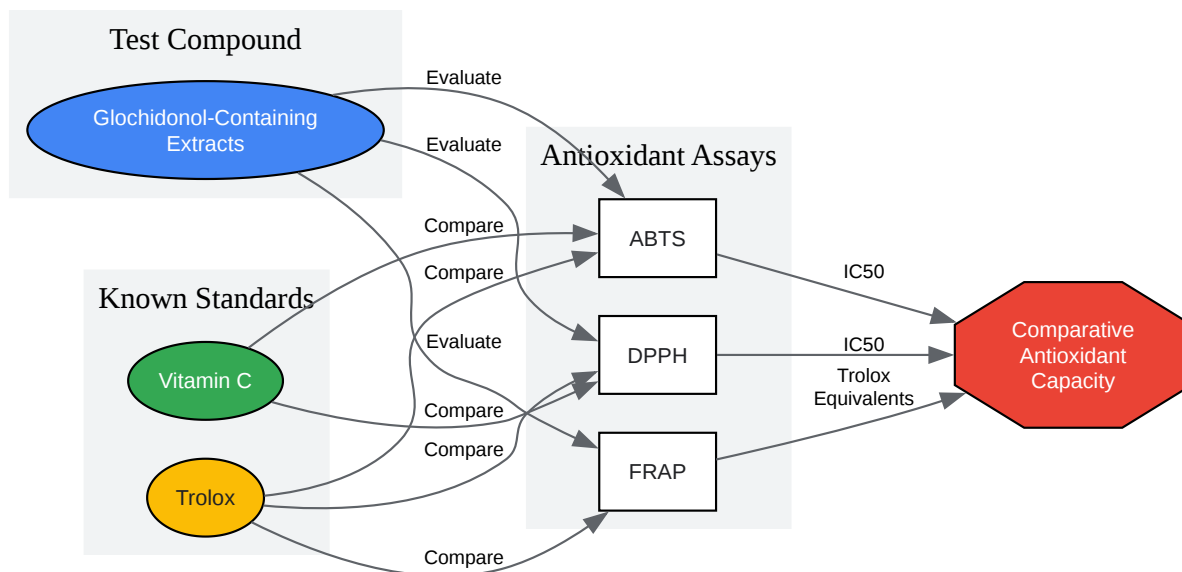 Test Compound
Glochidonol-Containing
Extracts
Known Standards
Vitamin C
Trolox
Evaluate
Evaluate
Compare
Compare
Evaluate
Compare
Compare
Compare
Antioxidant Assays
ABTS
DPPH
FRAP
IC50
IC50
Trolox
Equivalents
Comparative
Antioxidant
Capacity